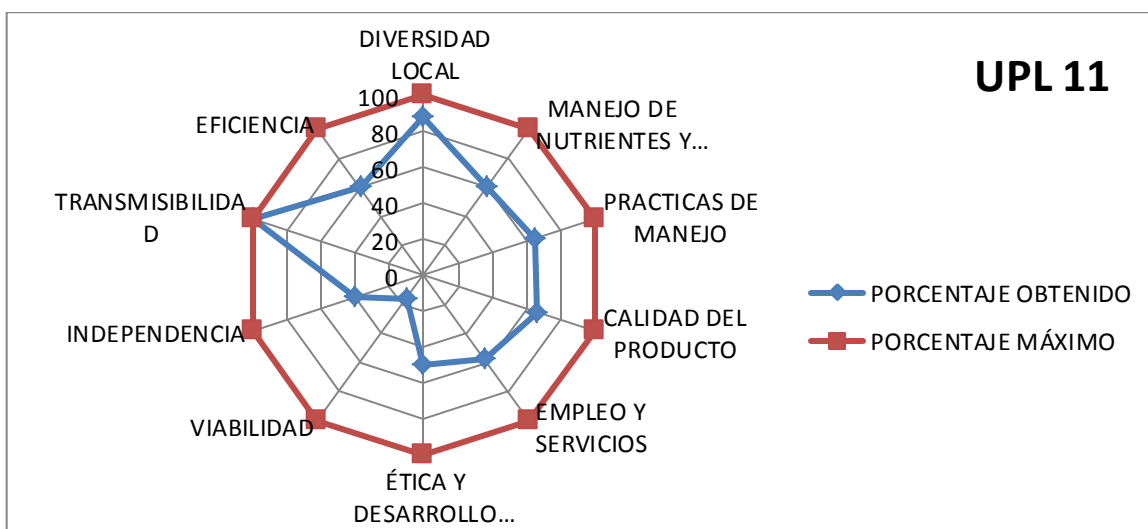 UPL 11
DIVERSIDAD
LOCAL
MANEJO DE
NUTRIENTES Y...
PRACTICAS DE
MANEJO
CALIDAD DEL
PRODUCTO
EMPLEO Y
SERVICIOS
ÉTICA Y
DESARROLLO...
VIABILIDAD
INDEPENDENCIA
TRANSMISIBILIDA
D
EFICIENCIA
100
80
60
40
20
0
PORCENTAJE OBTENIDO
PORCENTAJE MÁXIMO